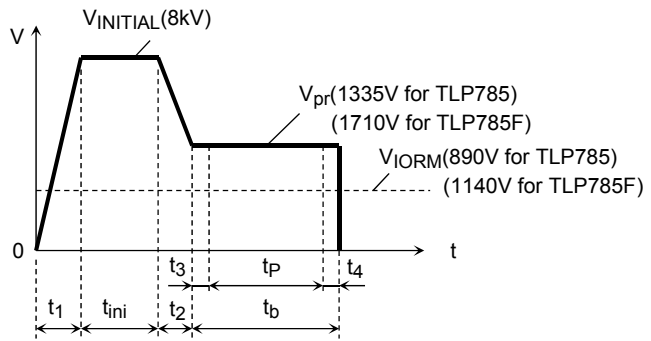 VINITIAL(8kV)
V
Vpr(1335V for TLP785)
(1710V for TLP785F)
VIORM(890V for TLP785)
(1140V for TLP785F)
0
t
t3
tP
t4
t1
tini
t2
tb